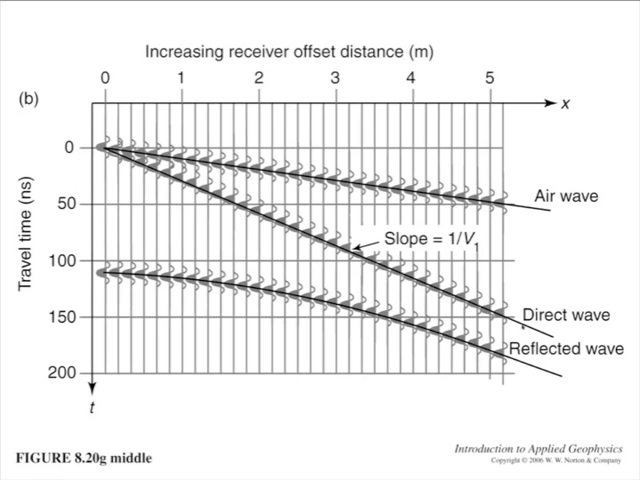 Increasing receiver offset distance (m)
0 1 2 3 4 5
(b)
x
0
50
100
150
200
Travel time (ns)
Air wave
Slope = 1/V1
Direct wave
Reflected wave
t
FIGURE 8.20g middle
Introduction to Applied Geophysics
Copyright © 2006 W. W. Norton & Company